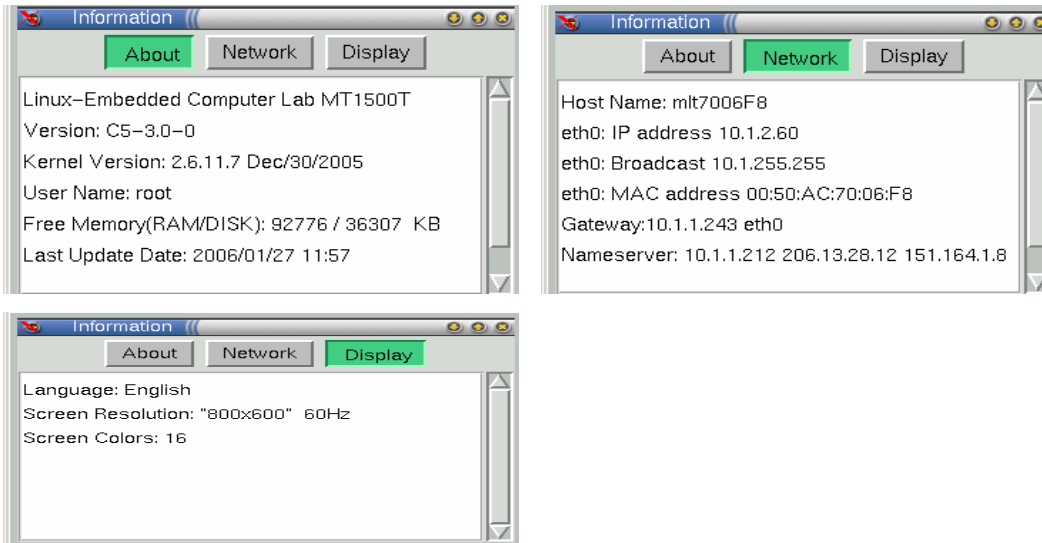 Information
About Network Display
Linux-Embedded Computer Lab MT1500T
Version: C5-3.0-0
Kernel Version: 2.6.11.7 Dec/30/2005
User Name: root
Free Memory(RAM/DISK): 92776 / 36307 KB
Last Update Date: 2006/01/27 11:57
Information
About Network Display
Host Name: mlt7006F8
eth0: IP address 10.1.2.60
eth0: Broadcast 10.1.255.255
eth0: MAC address 00:50:AC:70:06:F8
Gateway:10.1.1.243 eth0
Nameserver: 10.1.1.212 206.13.28.12 151.164.1.8
Information
About Network Display
Language: English
Screen Resolution: "800x600" 60Hz
Screen Colors: 16